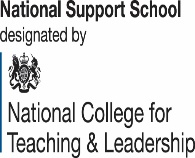 National Support School
designated by
National College for
Teaching & Leadership